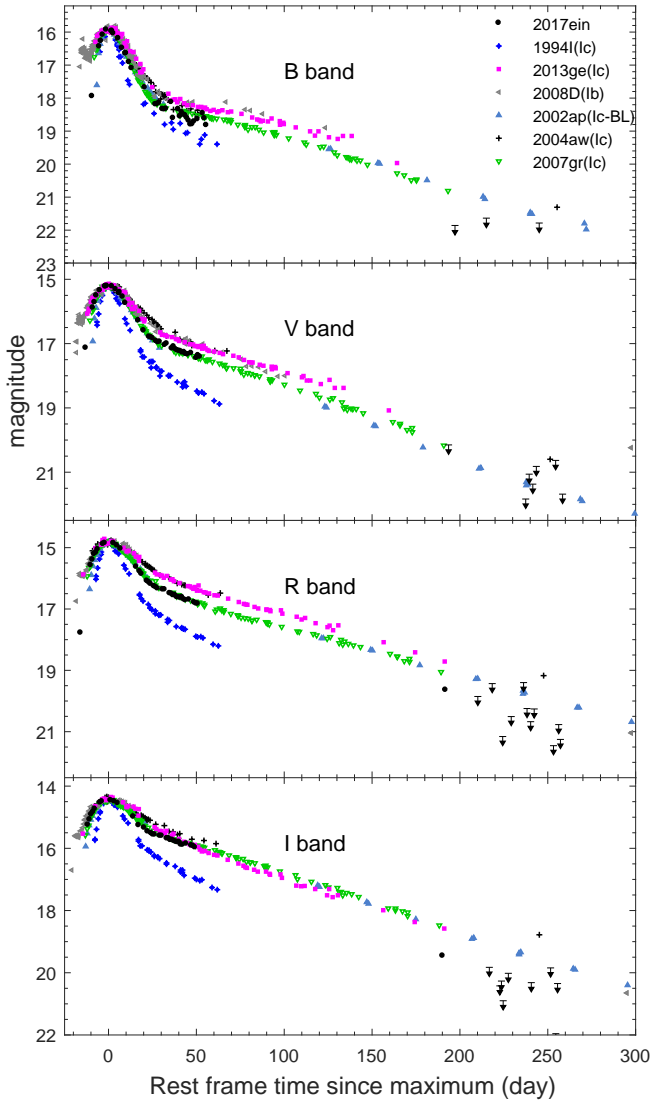 16
17
18
19
20
21
22
23
B band
2017ein
1994I(Ic)
2013ge(Ic)
2008D(Ib)
2002ap(Ic-BL)
2004aw(Ic)
2007gr(Ic)
15
17
19
21
V band
magnitude
15
17
19
21
R band
14
16
18
20
22
I band
0 50 100 150 200 250 300
Rest frame time since maximum (day)